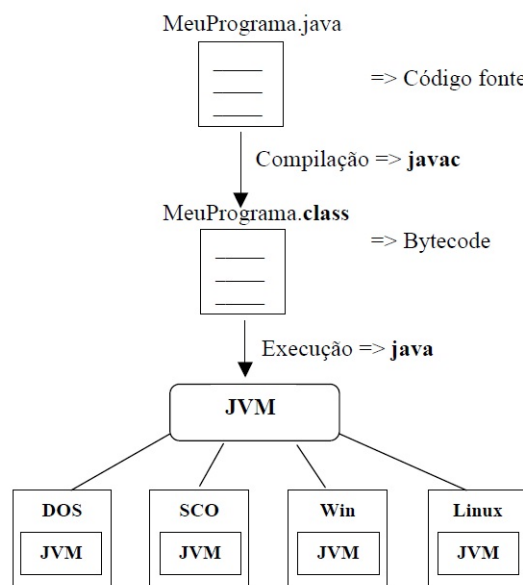 MeuPrograma.java
=> Código fonte
Compilação => javac
MeuPrograma.class
=> Bytecode
Execução => java
JVM
DOS SCO Win Linux
JVM JVM JVM JVM